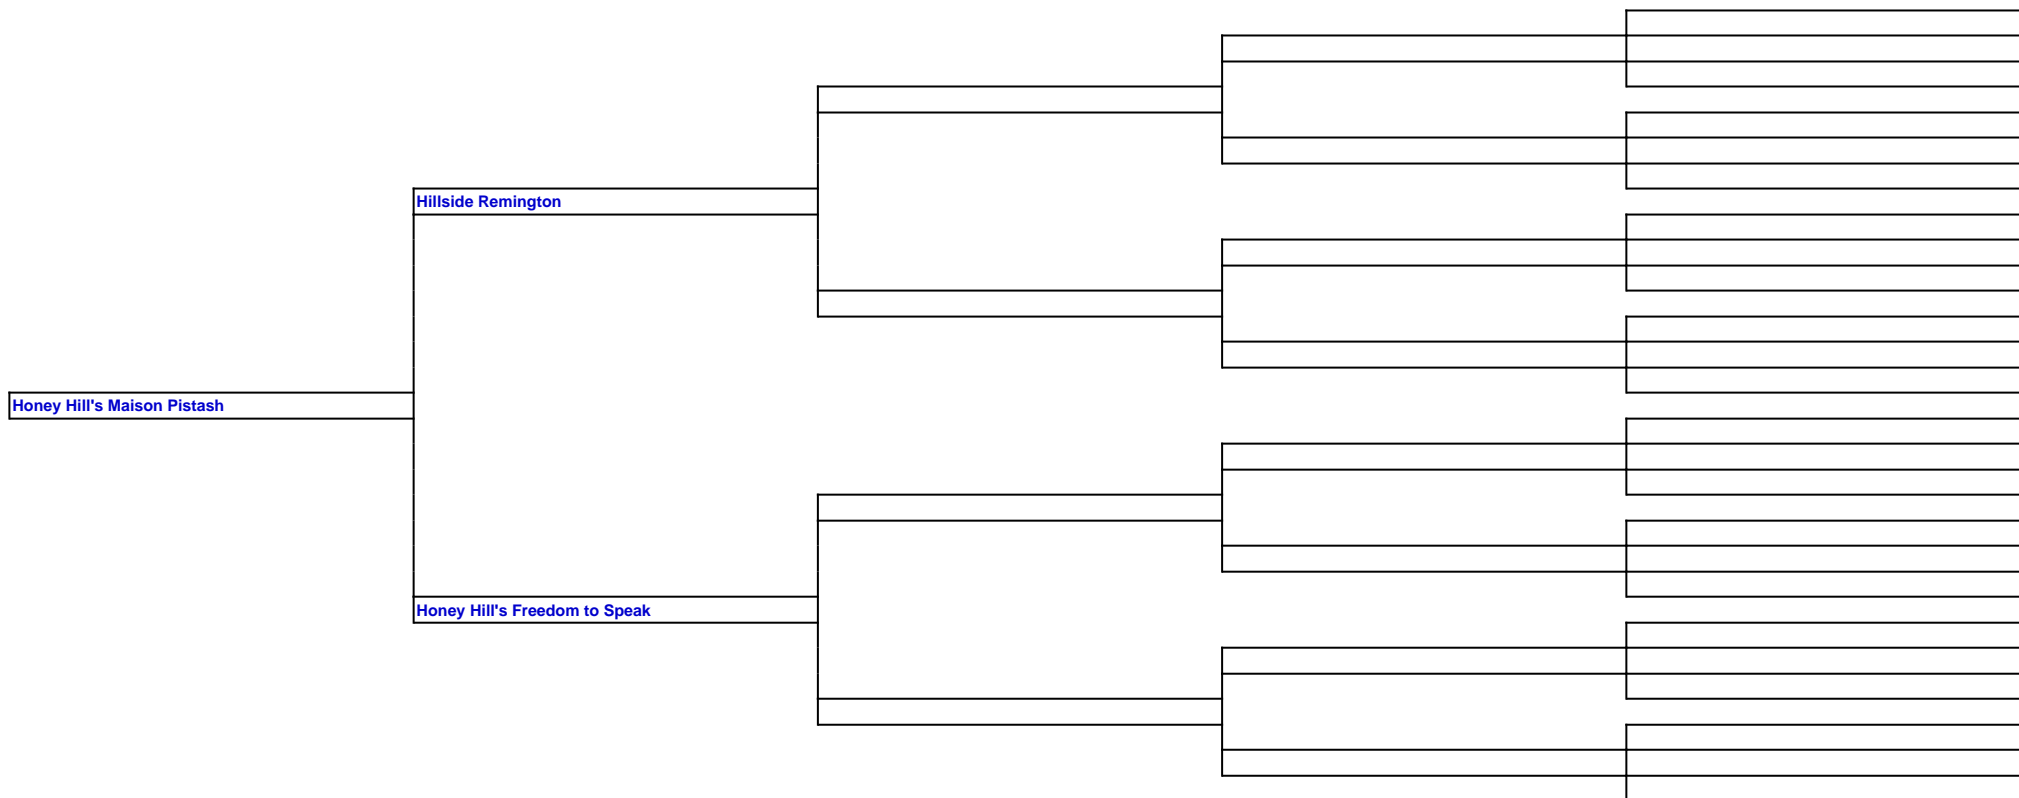 Hillside Remington
Honey Hill's Maison Pistash
Honey Hill's Freedom to Speak